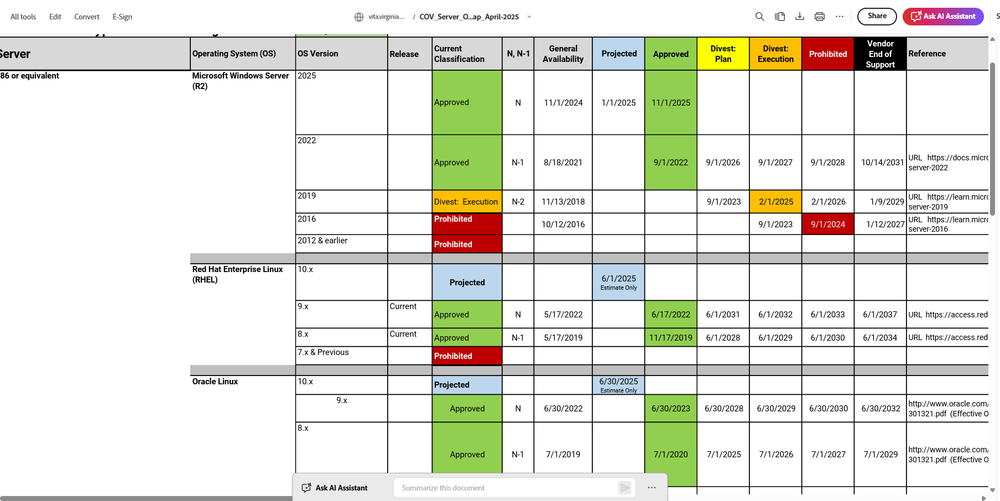 All tools Edit Convert E-Sign vita.virginia.... / COV_Server_O...ap_April-2025 Share Ask AI Assistant
Server Operating System (OS) OS Version Release Current Classification N, N-1 General Availability Projected Approved Divest: Plan Divest: Execution Prohibited Vendor End of Support Reference
86 or equivalent Microsoft Windows Server (R2) 2025 Approved N 11/1/2024 1/1/2025 11/1/2025
2022 Approved N-1 8/18/2021 9/1/2022 9/1/2026 9/1/2027 9/1/2028 10/14/2031 URL https://docs.micro server-2022
2019 Divest: Execution N-2 11/13/2018 9/1/2023 2/1/2025 2/1/2026 1/9/2029 URL https://learn.micro server-2019
2016 Prohibited 10/12/2016 9/1/2023 9/1/2024 1/12/2027 URL https://learn.micro server-2016
2012 & earlier Prohibited
Red Hat Enterprise Linux (RHEL) 10.x Projected 6/1/2025 Estimate Only
9.x Current Approved N 5/17/2022 6/17/2022 6/1/2031 6/1/2032 6/1/2033 6/1/2037 URL https://access.redl
8.x Current Approved N-1 5/17/2019 11/17/2019 6/1/2028 6/1/2029 6/1/2030 6/1/2034 URL https://access.redl
7.x & Previous Prohibited
Oracle Linux 10.x Projected 6/30/2025 Estimate Only
9.x Approved N 6/30/2022 6/30/2023 6/30/2028 6/30/2029 6/30/2030 6/30/2032 http://www.oracle.com/ 301321.pdf (Effective O
8.x Approved N-1 7/1/2019 7/1/2020 7/1/2025 7/1/2026 7/1/2027 7/1/2029 http://www.oracle.com/ 301321.pdf (Effective O
Ask AI Assistant Summarize this document